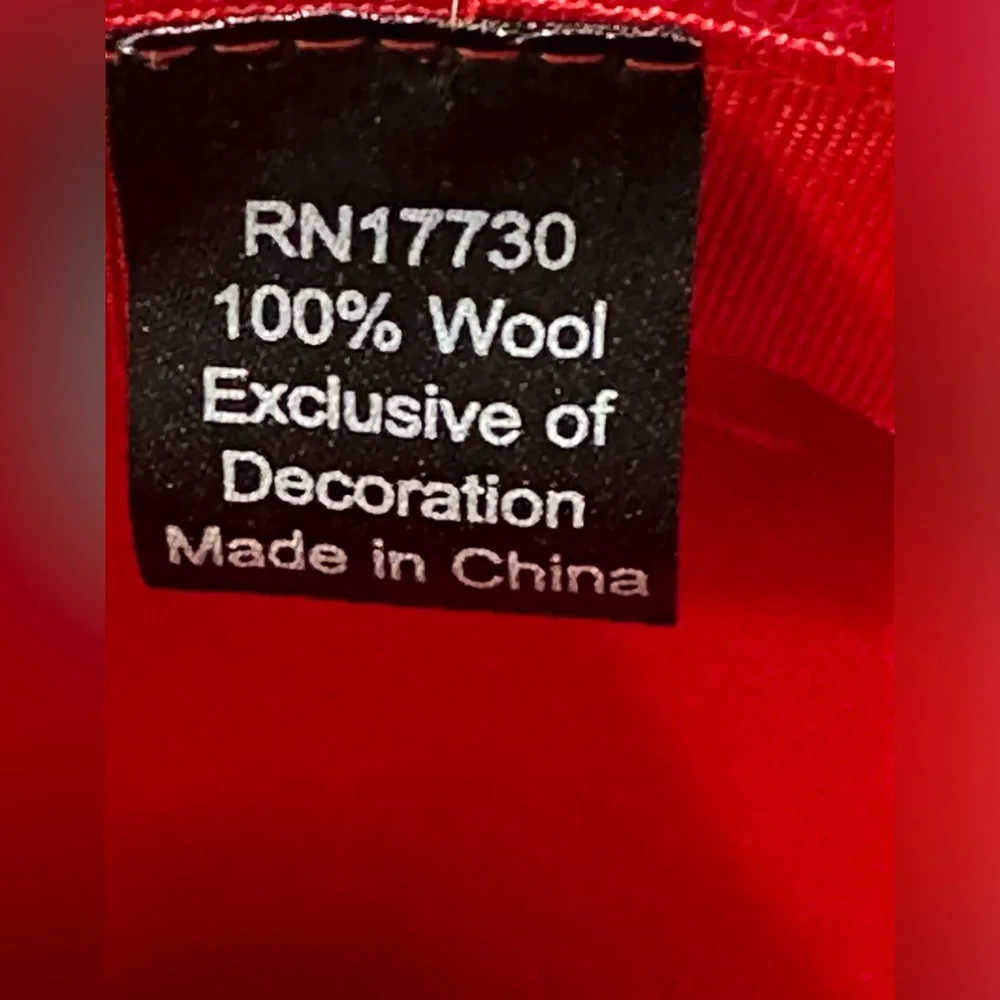 RN17730
100% Wool
Exclusive of
Decoration
Made in China